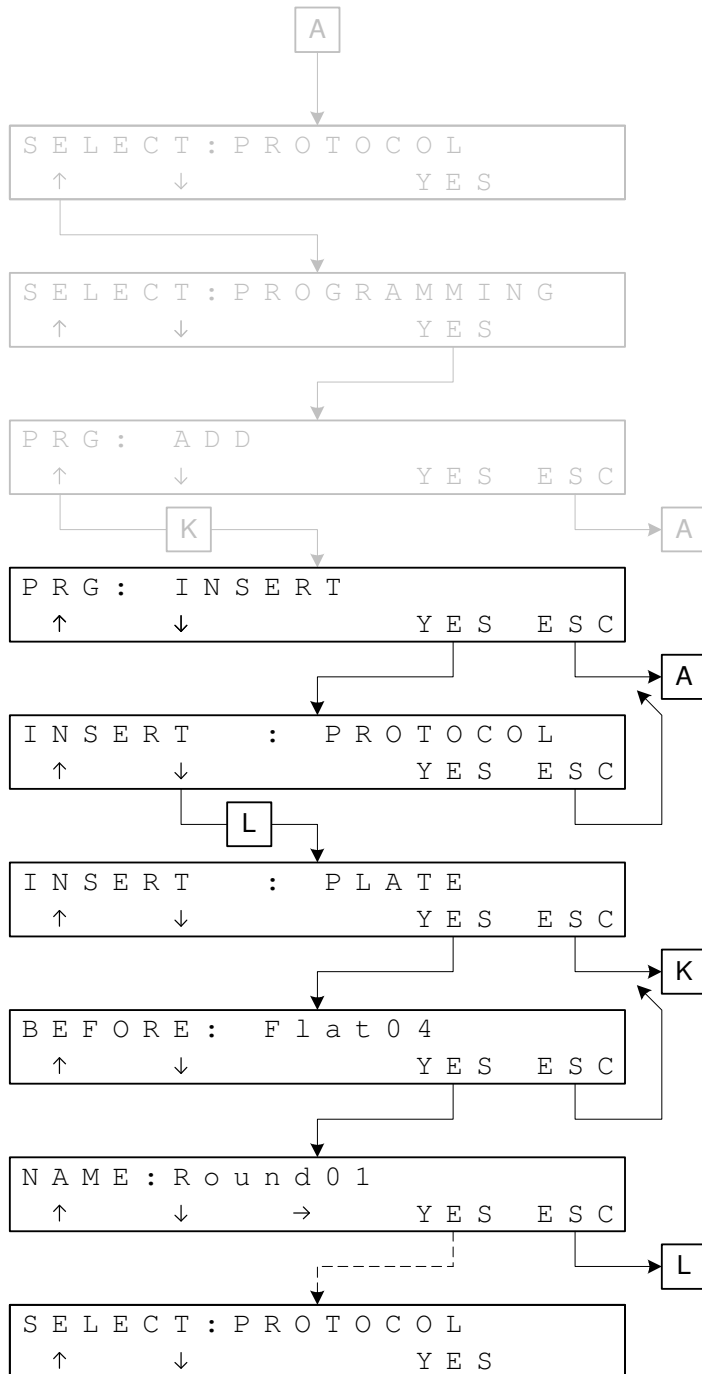 A
SELECT:PROTOCOL
↑ ↓ YES
SELECT:PROGRAMMING
↑ ↓ YES
PRG: ADD
↑ ↓ YES ESC
K
A
PRG: INSERT
↑ ↓ YES ESC
A
INSERT : PROTOCOL
↑ ↓ YES ESC
L
INSERT : PLATE
↑ ↓ YES ESC
K
BEFORE: Flat04
↑ ↓ YES ESC
NAME:Round01
↑ ↓ → YES ESC
L
SELECT:PROTOCOL
↑ ↓ YES